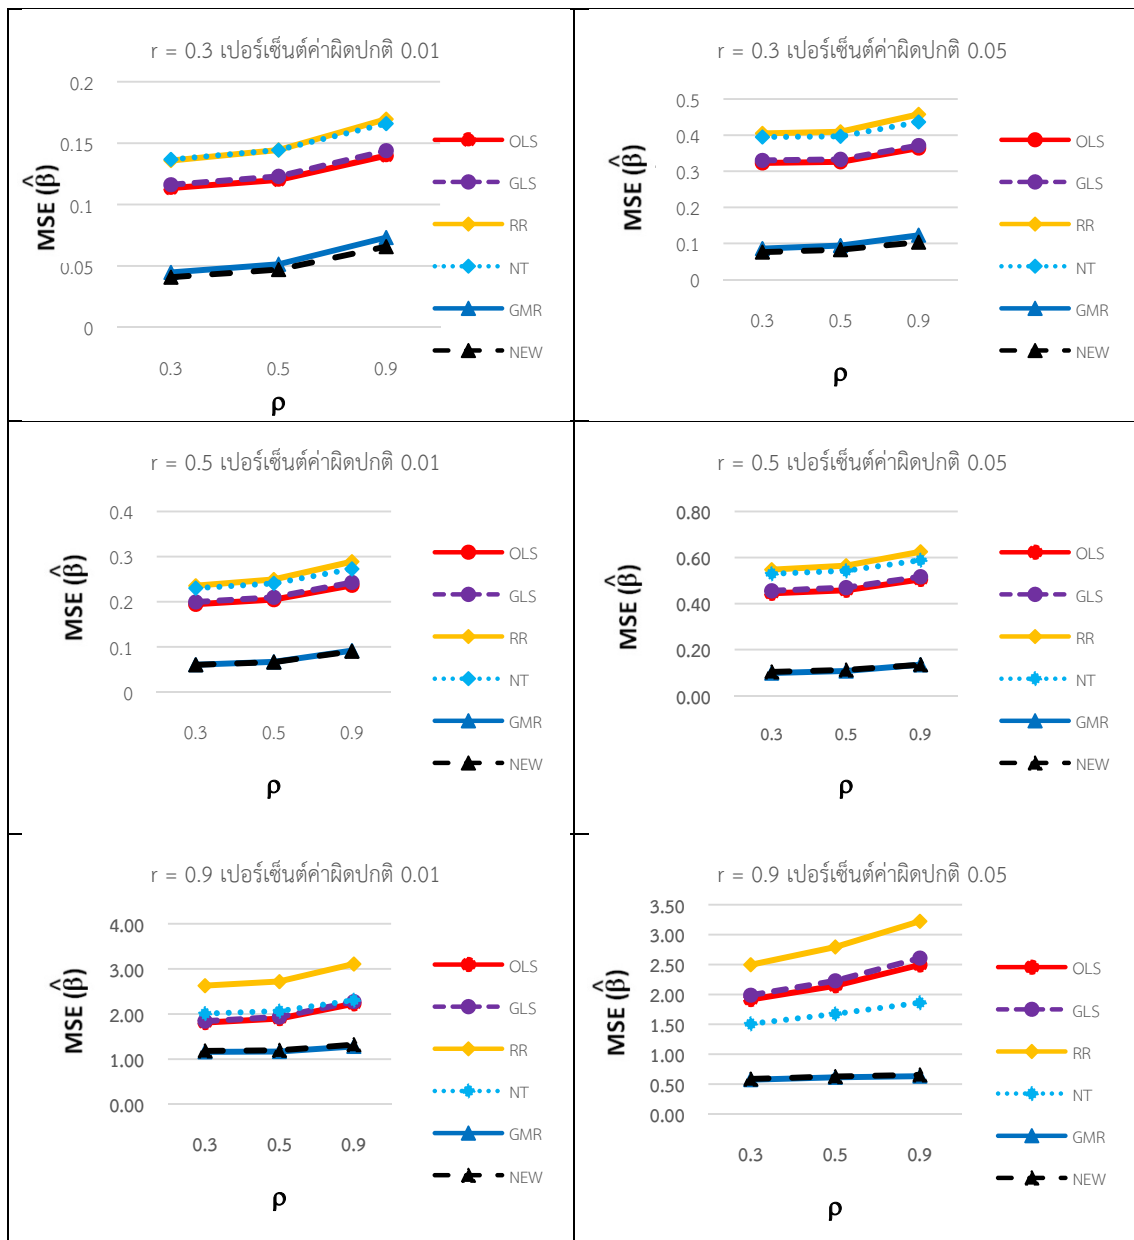 r = 0.3 เปอร์เซ็นต์ค่าผิดปกติ 0.01
0.2
0.15
0.1
0.05
0
MSE (β̂)
0.3 0.5 0.9
ρ
OLS
GLS
RR
NT
GMR
NEW
r = 0.3 เปอร์เซ็นต์ค่าผิดปกติ 0.05
0.5
0.4
0.3
0.2
0.1
0
MSE (β̂)
0.3 0.5 0.9
ρ
OLS
GLS
RR
NT
GMR
NEW
r = 0.5 เปอร์เซ็นต์ค่าผิดปกติ 0.01
0.4
0.3
0.2
0.1
0
MSE (β̂)
0.3 0.5 0.9
ρ
OLS
GLS
RR
NT
GMR
NEW
r = 0.5 เปอร์เซ็นต์ค่าผิดปกติ 0.05
0.80
0.60
0.40
0.20
0.00
MSE (β̂)
0.3 0.5 0.9
ρ
OLS
GLS
RR
NT
GMR
NEW
r = 0.9 เปอร์เซ็นต์ค่าผิดปกติ 0.01
4.00
3.00
2.00
1.00
0.00
MSE (β̂)
0.3 0.5 0.9
ρ
OLS
GLS
RR
NT
GMR
NEW
r = 0.9 เปอร์เซ็นต์ค่าผิดปกติ 0.05
3.50
3.00
2.50
2.00
1.50
1.00
0.50
0.00
MSE (β̂)
0.3 0.5 0.9
ρ
OLS
GLS
RR
NT
GMR
NEW